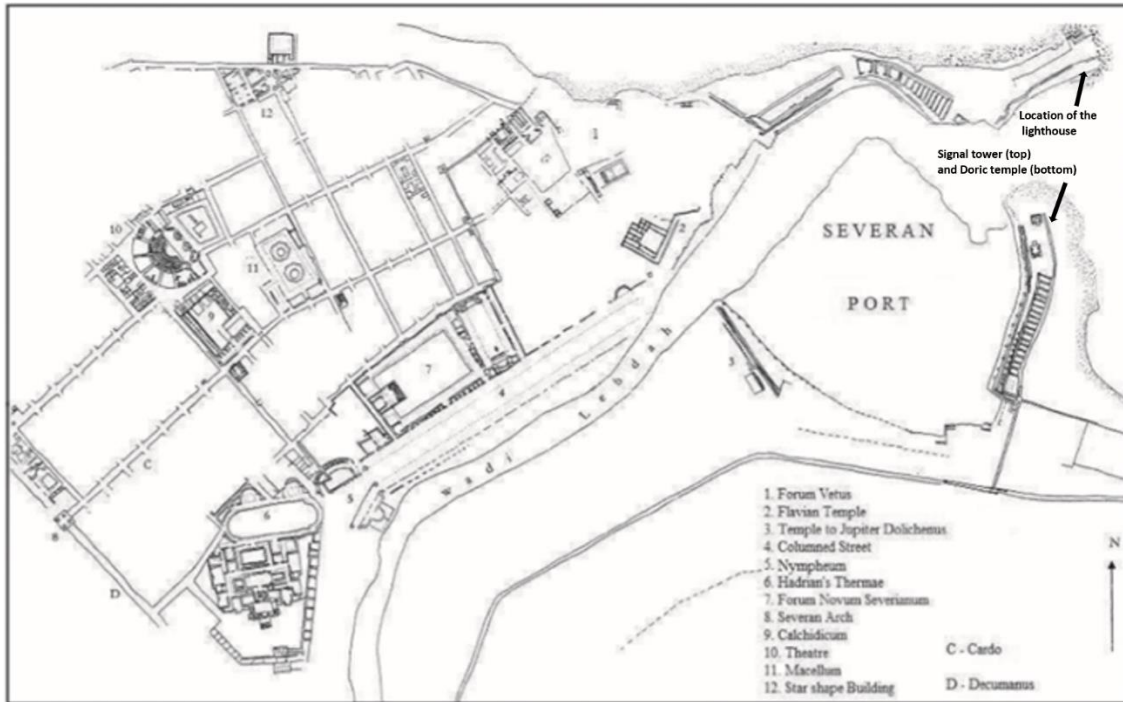 12
1
Location of the
lighthouse
Signal tower (top)
and Doric temple (bottom)
10
2
11
SEVERAN
PORT
9
4
7
3
4
Wadi Lebdah
C
5
6
8
D
1. Forum Vetus
2. Flavian Temple
3. Temple to Jupiter Dolichenus
4. Columned Street
5. Nympheum
6. Hadrian's Thermae
7. Forum Novum Severianum
8. Severan Arch
9. Calchidicum
10. Theatre
11. Macellum
12. Star shape Building
N
C - Cardo
D - Decumanus